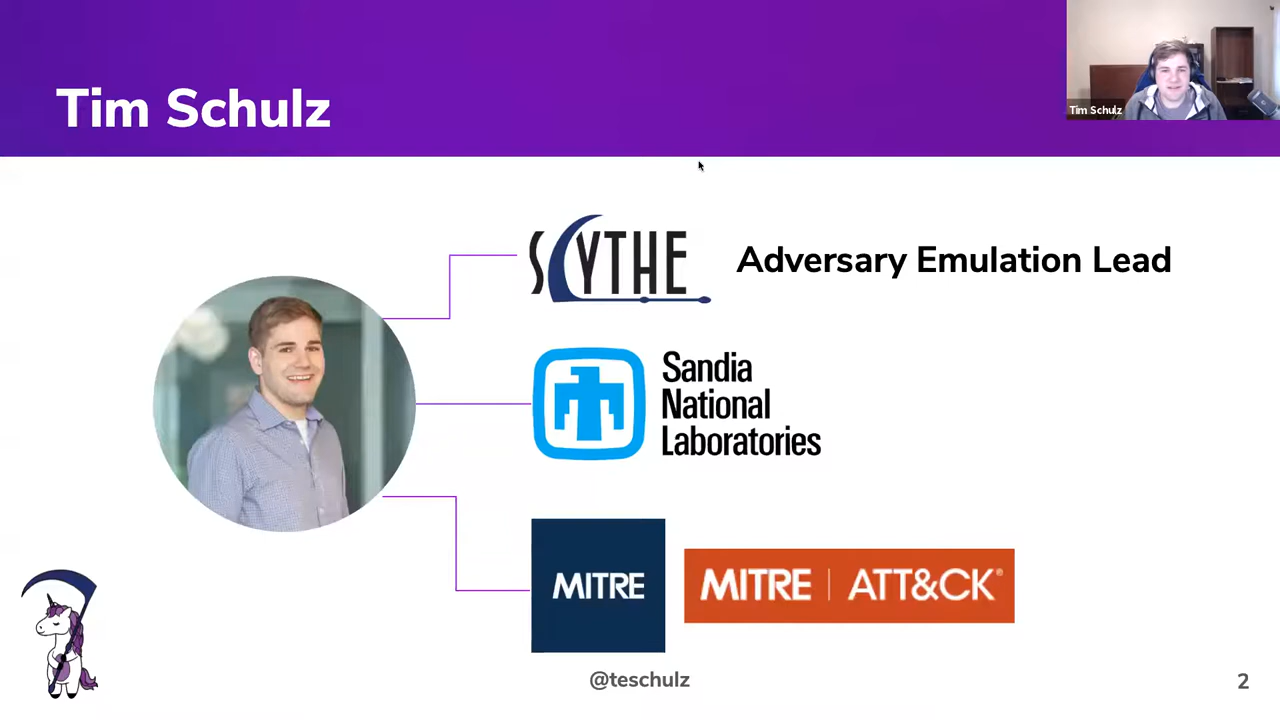 Tim Schulz
Tim Schulz
SCYTHE
Adversary Emulation Lead
Sandia
National
Laboratories
MITRE
MITRE | ATT&CK®
@teschulz
2